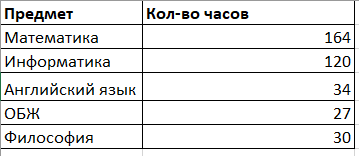 Предмет Кол-во часов
Математика 164
Информатика 120
Английский язык 34
ОБЖ 27
Философия 30